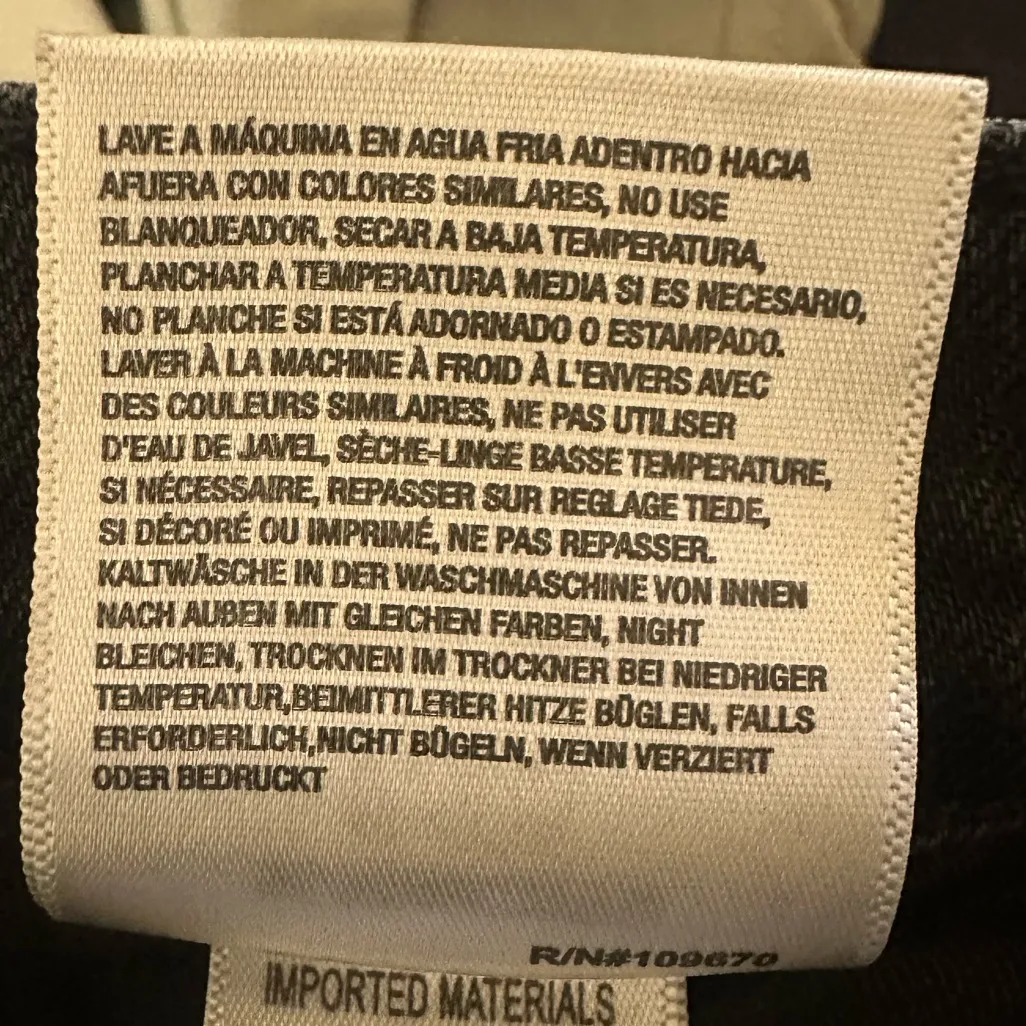 LAVE A MÁQUINA EN AGUA FRIA ADENTRO HACIA
AFUERA CON COLORES SIMILARES, NO USE
BLANQUEADOR, SECAR A BAJA TEMPERATURA,
PLANCHAR A TEMPERATURA MEDIA SI ES NECESARIO,
NO PLANCHE SI ESTÁ ADORNADO O ESTAMPADO.
LAVER À LA MACHINE À FROID À L'ENVERS AVEC
DES COULEURS SIMILAIRES, NE PAS UTILISER
D'EAU DE JAVEL, SÈCHE-LINGE BASSE TEMPERATURE,
SI NÉCESSAIRE, REPASSER SUR REGLAGE TIEDE,
SI DÉCORÉ OU IMPRIMÉ, NE PAS REPASSER.
KALTWÄSCHE IN DER WASCHMASCHINE VON INNEN
NACH AUßEN MIT GLEICHEN FARBEN, NIGHT
BLEICHEN, TROCKNEN IM TROCKNER BEI NIEDRIGER
TEMPERATUR,BEIMITTLERER HITZE BÜGLEN, FALLS
ERFORDERLICH,NICHT BÜGELN, WENN VERZIERT
ODER BEDRUCKT
R/N#109670
IMPORTED MATERIALS